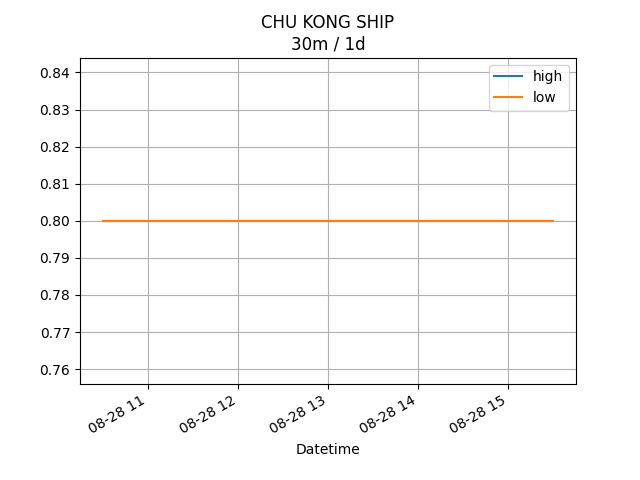 CHU KONG SHIP
30m / 1d
high
low
0.84
0.83
0.82
0.81
0.80
0.79
0.78
0.77
0.76
08-28 11
08-28 12
08-28 13
08-28 14
08-28 15
Datetime